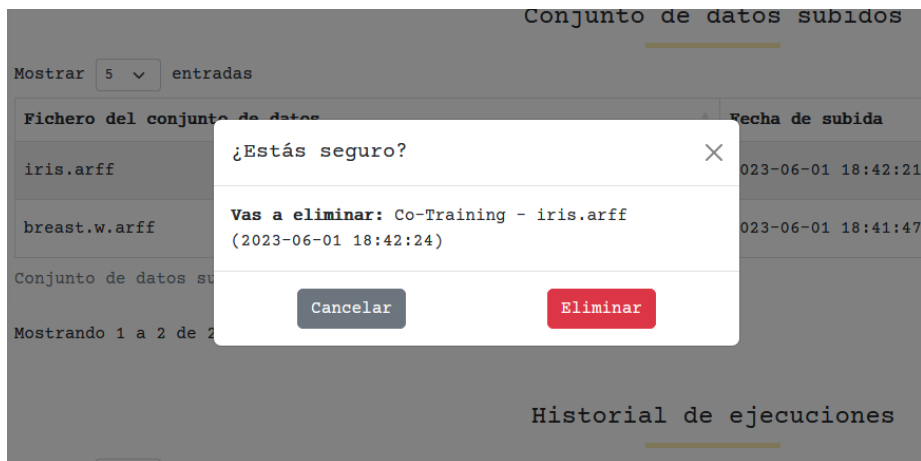 Conjunto de datos subidos
Mostrar 5 entradas
Fichero del conjunto de datos Fecha de subida
¿Estás seguro?
iris.arff 023-06-01 18:42:21
Vas a eliminar: Co-Training - iris.arff
(2023-06-01 18:42:24)
breast.w.arff 023-06-01 18:41:47
Conjunto de datos
Cancelar Eliminar
Mostrando 1 a 2 de 2
Historial de ejecuciones